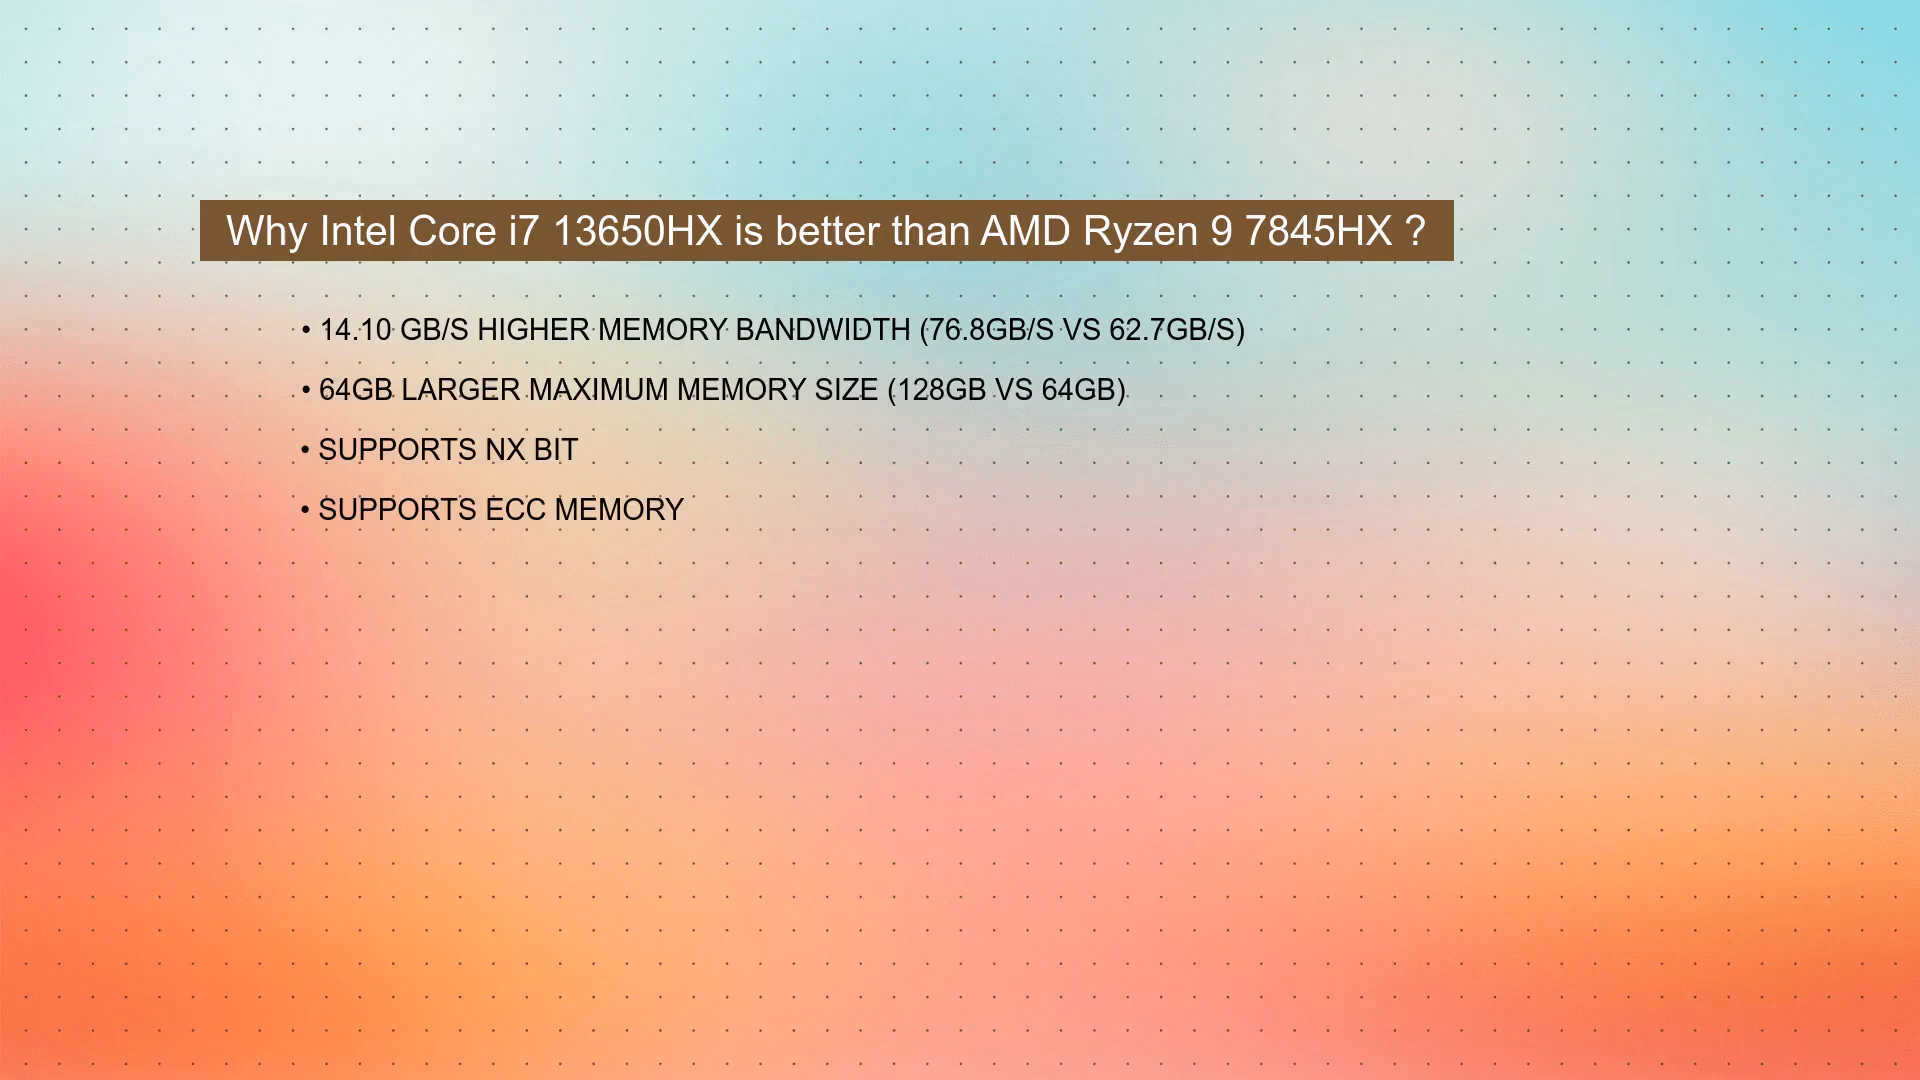 Why Intel Core i7 13650HX is better than AMD Ryzen 9 7845HX ?
• 14.10 GB/S HIGHER MEMORY BANDWIDTH (76.8GB/S VS 62.7GB/S)
• 64GB LARGER MAXIMUM MEMORY SIZE (128GB VS 64GB)
• SUPPORTS NX BIT
• SUPPORTS ECC MEMORY